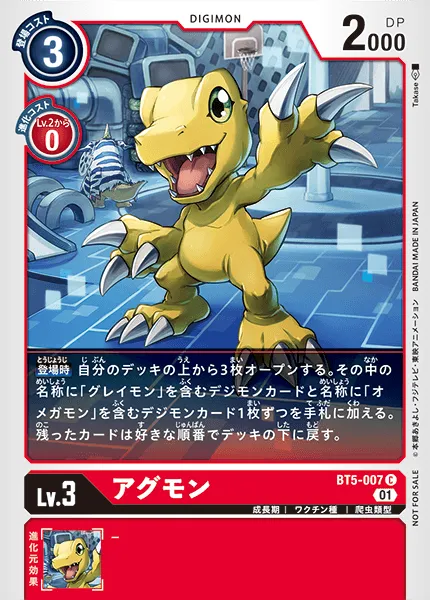 DIGIMON
登場コスト
3
DP
2000
進化コスト
Lv.2から
0
Takase
登場時 自分のデッキの上から3枚オープンする。その中の
名称に「グレイモン」を含むデジモンカードと名称に「オ
メガモン」を含むデジモンカード1枚ずつを手札に加える。
残ったカードは好きな順番でデッキの下に戻す。
©本郷あきよし・フジテレビ・東映アニメーション BANDAI MADE IN JAPAN
NOT FOR SALE
Lv.3
アグモン
BT5-007 C
01
成長期 | ワクチン種 | 爬虫類型
進化元効果
-